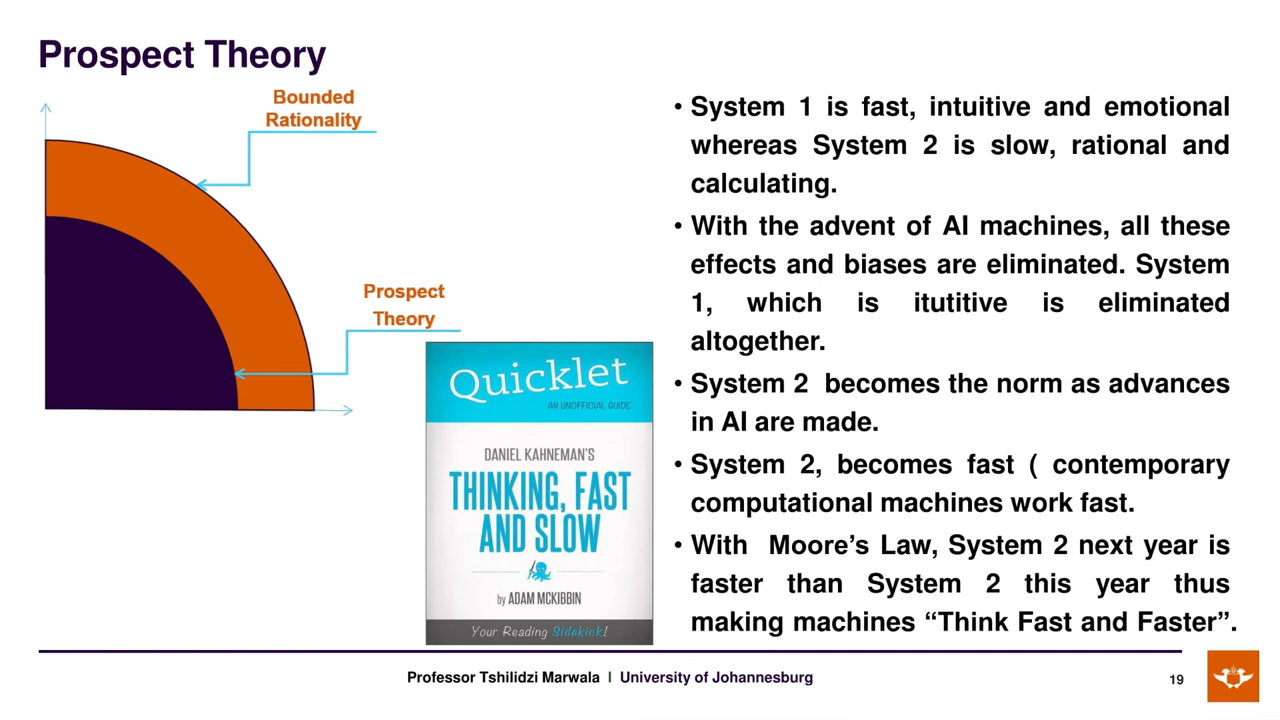 Prospect Theory
Bounded
Rationality
Prospect
Theory
Quicklet
AN UNOFFICIAL GUIDE
DANIEL KAHNEMAN'S
THINKING, FAST
AND SLOW
by ADAM MCKIBBIN
Your Reading Sidekick!
• System 1 is fast, intuitive and emotional
whereas System 2 is slow, rational and
calculating.
• With the advent of AI machines, all these
effects and biases are eliminated. System
1, which is itutitive is eliminated
altogether.
• System 2 becomes the norm as advances
in AI are made.
• System 2, becomes fast ( contemporary
computational machines work fast.
• With Moore’s Law, System 2 next year is
faster than System 2 this year thus
making machines “Think Fast and Faster”.
Professor Tshilidzi Marwala | University of Johannesburg
19